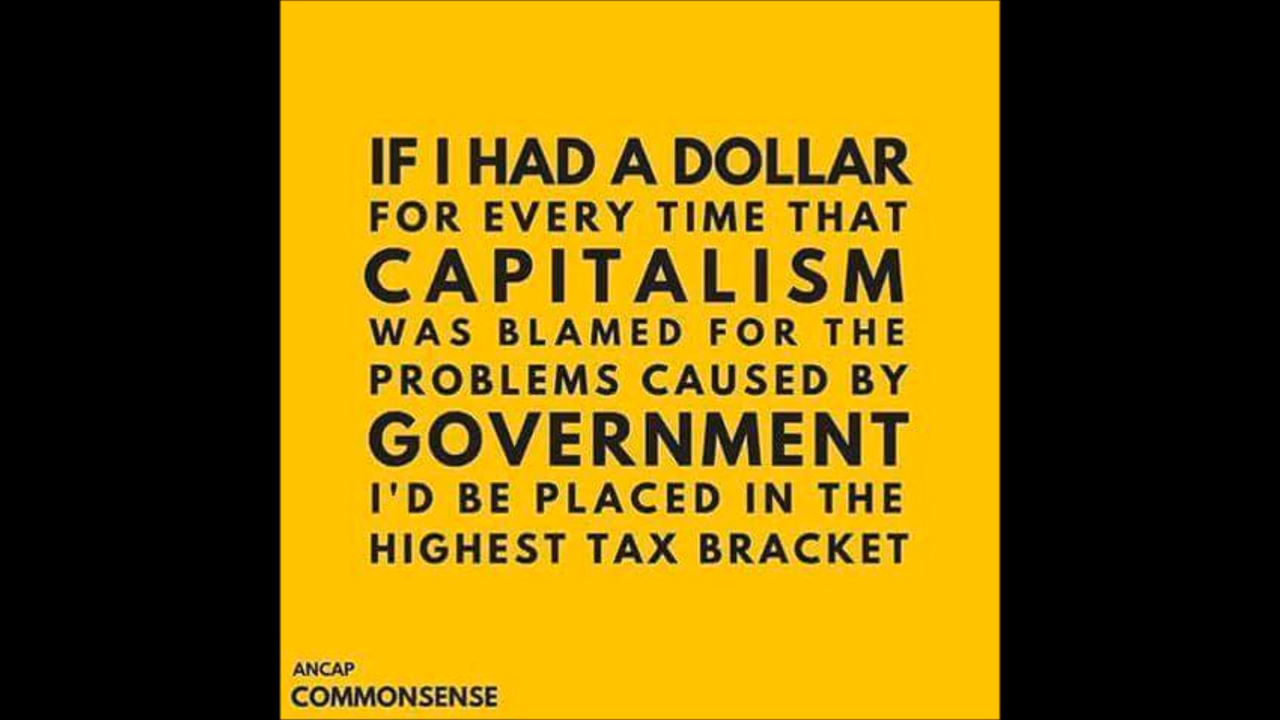 IF I HAD A DOLLAR
FOR EVERY TIME THAT
CAPITALISM
WAS BLAMED FOR THE
PROBLEMS CAUSED BY
GOVERNMENT
I'D BE PLACED IN THE
HIGHEST TAX BRACKET
ANCAP
COMMONSENSE